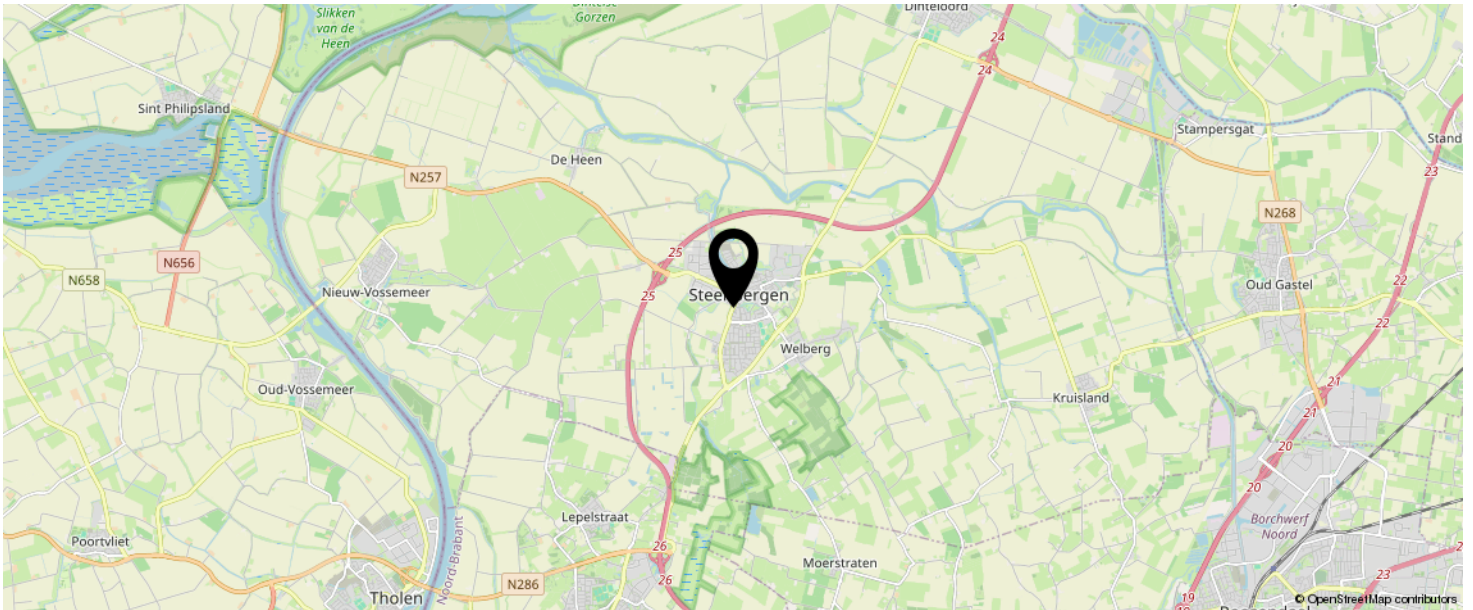 Slikken
van de
Heen
Gorzen
Dinteloord
24
24
Sint Philipsland
Stampersgat
Stand
De Heen
23
N257
N268
25
N656
N658
22
Oud Gastel
Nieuw-Vossemeer
25
22
Welberg
21
Oud-Vossemeer
Kruisland
21
20
20
Lepelstraat
Borchwerf
Noord
Poortvliet
26
Noord-Brabant
Moerstraten
23
N286
26
Tholen
19
18
© OpenStreetMap contributors